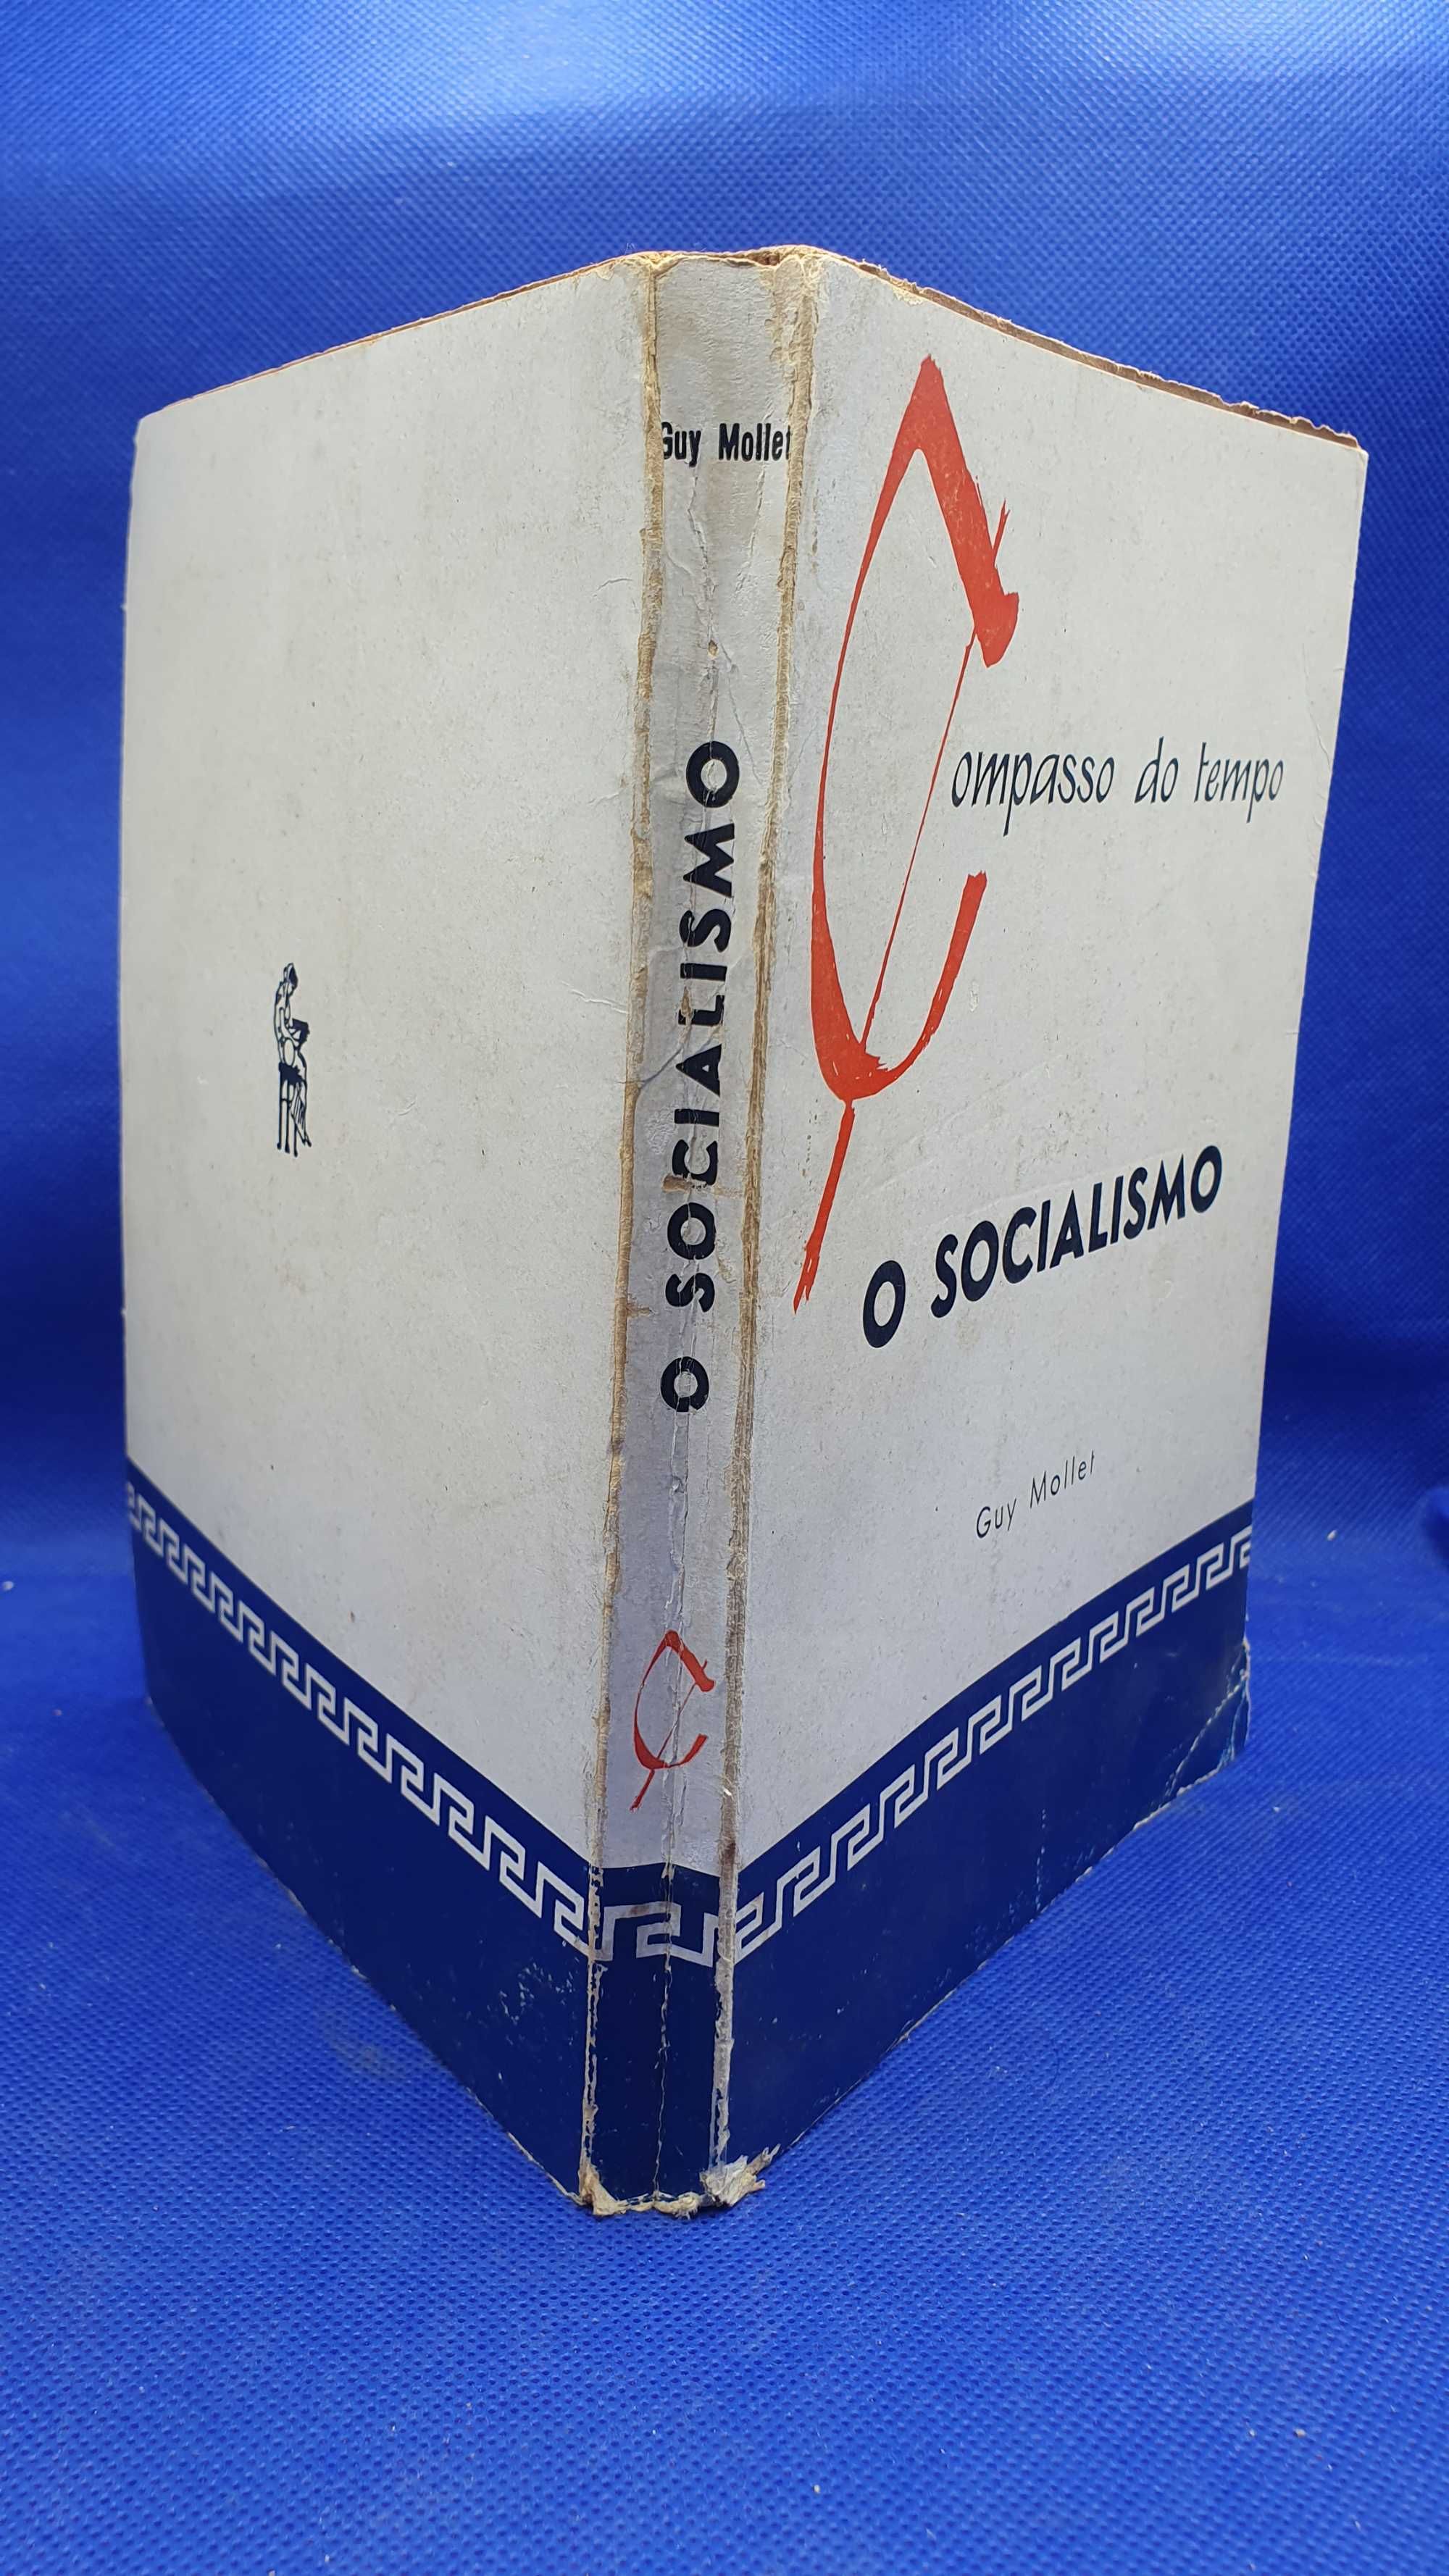 Guy Mollet
O SOCIALISMO
Compasso do tempo
O SOCIALISMO
Guy Mollet